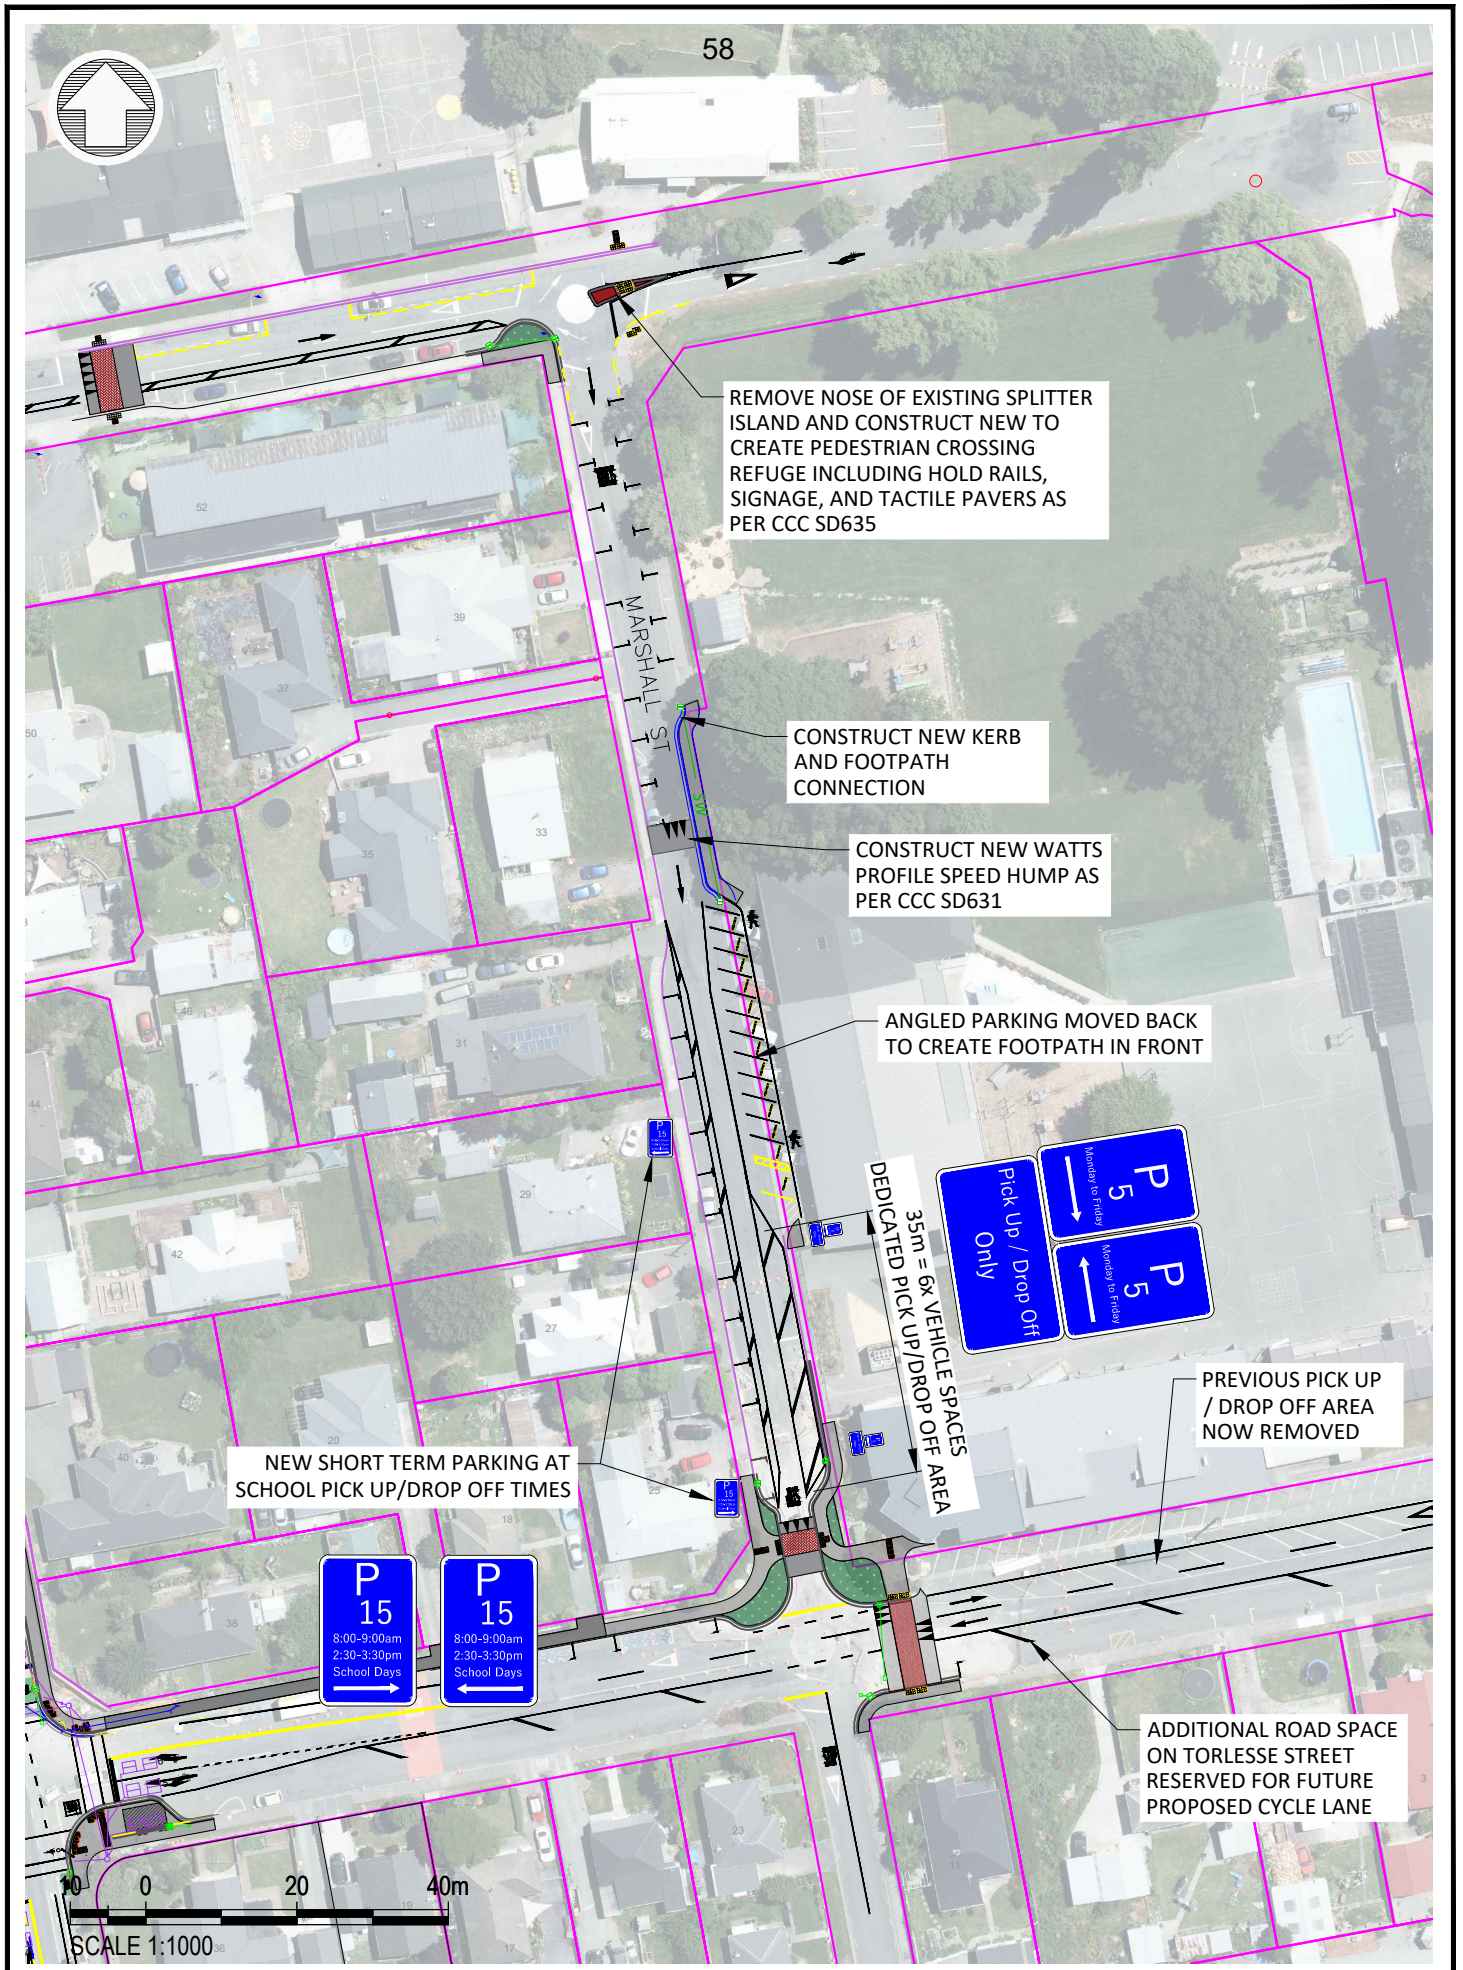 58
REMOVE NOSE OF EXISTING SPLITTER
ISLAND AND CONSTRUCT NEW TO
CREATE PEDESTRIAN CROSSING
REFUGE INCLUDING HOLD RAILS,
SIGNAGE, AND TACTILE PAVERS AS
PER CCC SD635
52
39
37
MARSHALL ST
50
CONSTRUCT NEW KERB
AND FOOTPATH
CONNECTION
SW
33
35
CONSTRUCT NEW WATTS
PROFILE SPEED HUMP AS
PER CCC SD631
46
31
ANGLED PARKING MOVED BACK
TO CREATE FOOTPATH IN FRONT
44
P
15
29
42
35m = 6x VEHICLE SPACES
DEDICATED PICK UP/DROP OFF AREA
Pick Up / Drop Off
Only
P
5
Monday to Friday
P
5
Monday to Friday
27
PREVIOUS PICK UP
/ DROP OFF AREA
NOW REMOVED
20
40
NEW SHORT TERM PARKING AT
SCHOOL PICK UP/DROP OFF TIMES
25
P
15
18
38
P
15
8:00-9:00am
2:30-3:30pm
School Days
P
15
8:00-9:00am
2:30-3:30pm
School Days
ADDITIONAL ROAD SPACE
ON TORLESSE STREET
RESERVED FOR FUTURE
PROPOSED CYCLE LANE
3
23
11
19
17
36
10 0 20 40m
SCALE 1:1000